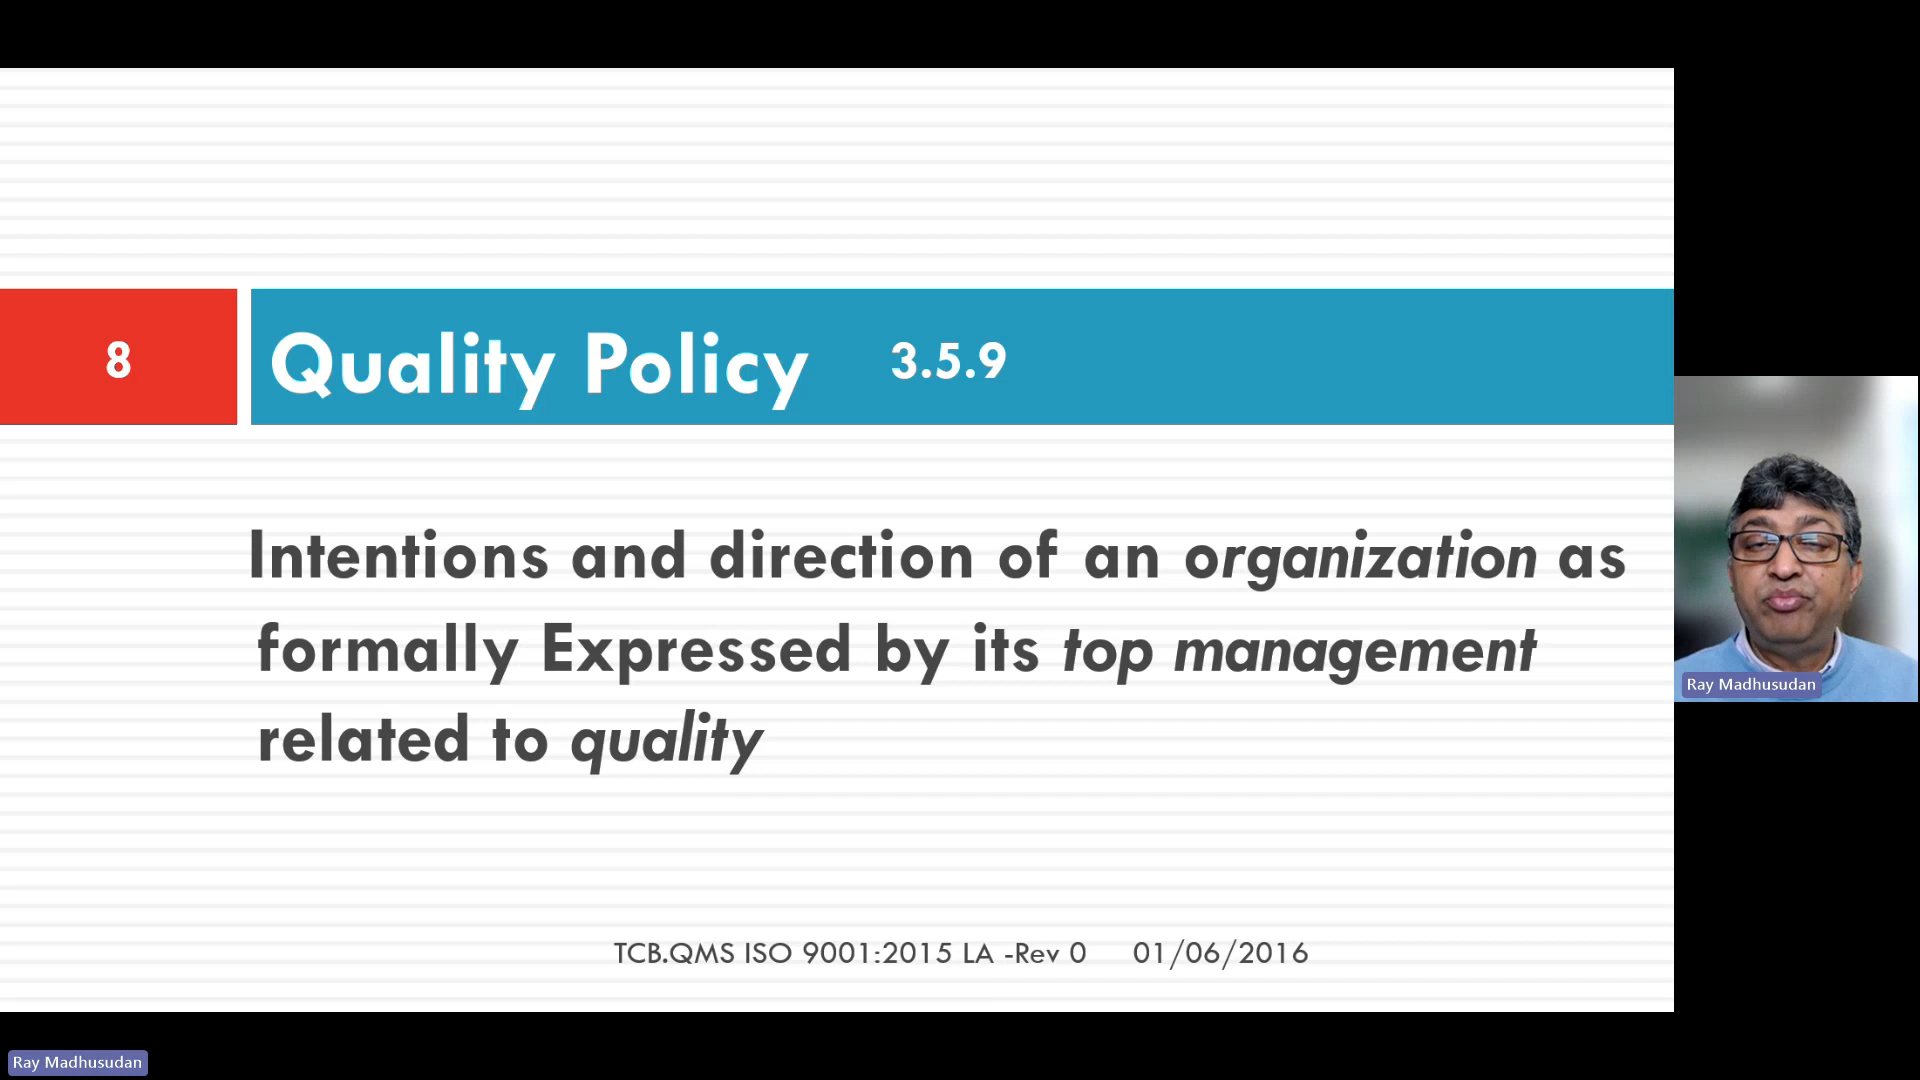 8
Quality Policy 3.5.9
Intentions and direction of an organization as
formally Expressed by its top management
related to quality
TCB.QMS ISO 9001:2015 LA -Rev 0 01/06/2016
Ray Madhusudan
Ray Madhusudan